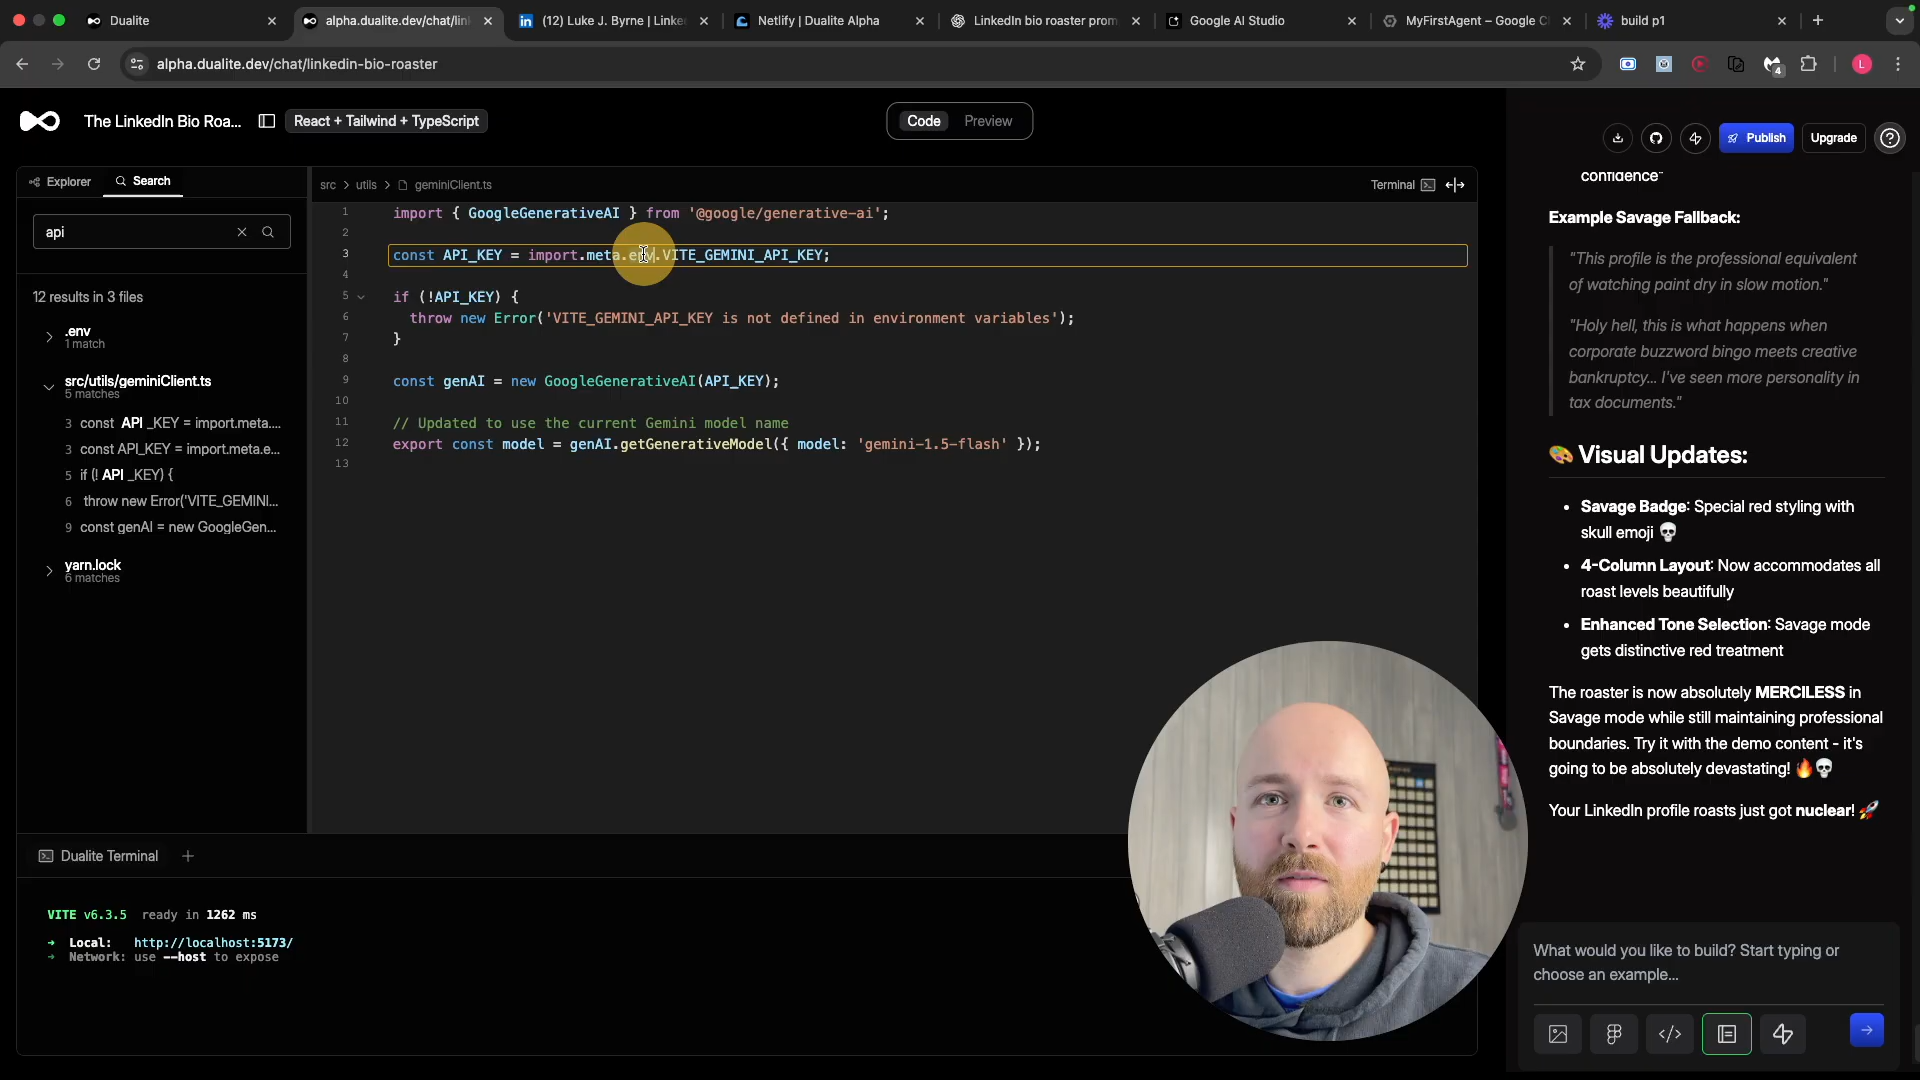 Dualite
alpha.dualite.dev/chat/lin
(12) Luke J. Byrne | Linke
Netlify | Dualite Alpha
LinkedIn bio roaster prom
Google AI Studio
MyFirstAgent – Google C
build p1
alpha.dualite.dev/chat/linkedin-bio-roaster
4
L
The LinkedIn Bio Roa...
React + Tailwind + TypeScript
Code
Preview
Publish
Upgrade
Explorer
Search
src > utils > geminiClient.ts
Terminal
api
12 results in 3 files
.env
1 match
src/utils/geminiClient.ts
5 matches
3 const API _KEY = import.meta....
3 const API_KEY = import.meta.e...
5 if (! API _KEY) {
6 throw new Error('VITE_GEMINI...
9 const genAI = new GoogleGen...
yarn.lock
6 matches
1 import { GoogleGenerativeAI } from '@google/generative-ai';
2
3 const API_KEY = import.meta.env.VITE_GEMINI_API_KEY;
4
5 if (!API_KEY) {
6 throw new Error('VITE_GEMINI_API_KEY is not defined in environment variables');
7 }
8
9 const genAI = new GoogleGenerativeAI(API_KEY);
10
11 // Updated to use the current Gemini model name
12 export const model = genAI.getGenerativeModel({ model: 'gemini-1.5-flash' });
13
Dualite Terminal
VITE v6.3.5 ready in 1262 ms
➜ Local: http://localhost:5173/
➜ Network: use --host to expose
confidence"
Example Savage Fallback:
"This profile is the professional equivalent
of watching paint dry in slow motion."
"Holy hell, this is what happens when
corporate buzzword bingo meets creative
bankruptcy... I've seen more personality in
tax documents."
🎨 Visual Updates:
• Savage Badge: Special red styling with
skull emoji 💀
• 4-Column Layout: Now accommodates all
roast levels beautifully
• Enhanced Tone Selection: Savage mode
gets distinctive red treatment
The roaster is now absolutely MERCILESS in
Savage mode while still maintaining professional
boundaries. Try it with the demo content - it's
going to be absolutely devastating! 🔥💀
Your LinkedIn profile roasts just got nuclear! 🚀
What would you like to build? Start typing or
choose an example...